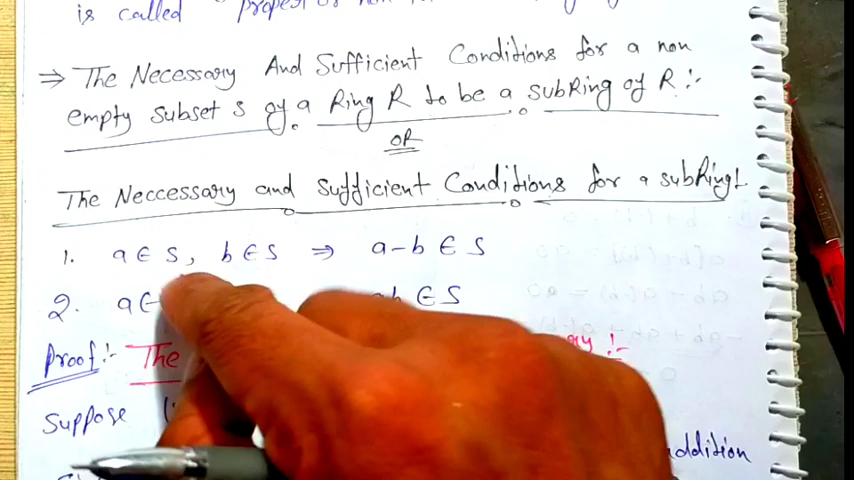 is called
⇒ The Necessary And Sufficient Conditions for a non
empty subset S of a Ring R to be a subRing of R :-
OR
The Neccessary and Sufficient Conditions for a subRing :-
1. a ∈ S, b ∈ S ⇒ a-b ∈ S
2. a ∈ ab ∈ S
Proof :- The :-
Suppose addition